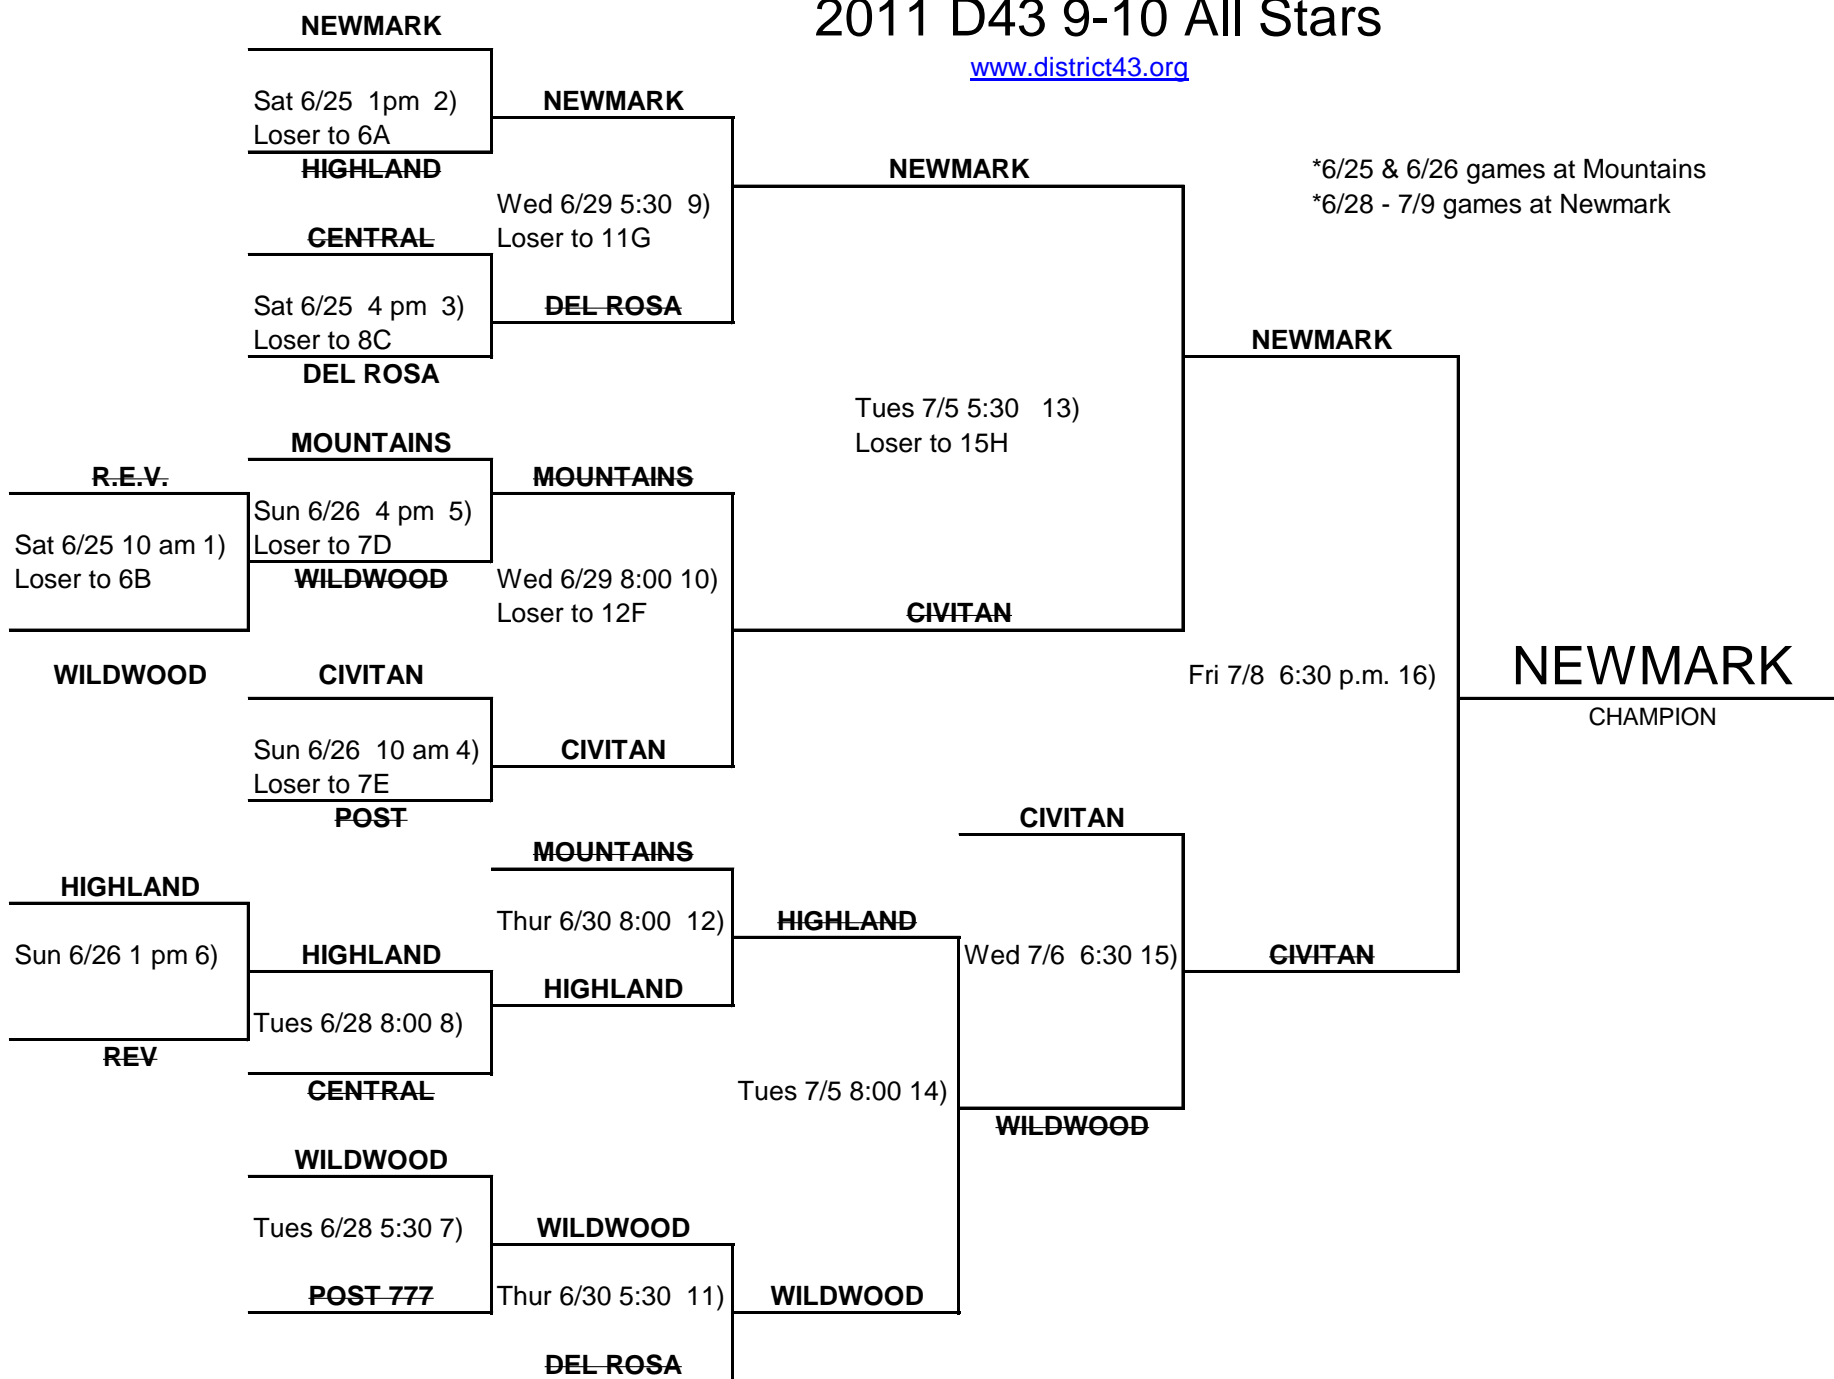 2011 D43 9-10 All Stars
www.district43.org
NEWMARK
Sat 6/25 1pm 2)
Loser to 6A
HIGHLAND
NEWMARK
NEWMARK
*6/25 & 6/26 games at Mountains
*6/28 - 7/9 games at Newmark
Wed 6/29 5:30 9)
Loser to 11G
CENTRAL
Sat 6/25 4 pm 3)
Loser to 8C
DEL ROSA
DEL ROSA
NEWMARK
Tues 7/5 5:30 13)
Loser to 15H
MOUNTAINS
R.E.V.
MOUNTAINS
Sun 6/26 4 pm 5)
Loser to 7D
Sat 6/25 10 am 1)
Loser to 6B
WILDWOOD
Wed 6/29 8:00 10)
Loser to 12F
CIVITAN
WILDWOOD
CIVITAN
Fri 7/8 6:30 p.m. 16)
NEWMARK
CHAMPION
Sun 6/26 10 am 4)
Loser to 7E
CIVITAN
POST
CIVITAN
MOUNTAINS
HIGHLAND
Thur 6/30 8:00 12)
HIGHLAND
Sun 6/26 1 pm 6)
HIGHLAND
Wed 7/6 6:30 15)
CIVITAN
HIGHLAND
Tues 6/28 8:00 8)
REV
CENTRAL
Tues 7/5 8:00 14)
WILDWOOD
WILDWOOD
Tues 6/28 5:30 7)
WILDWOOD
POST 777
Thur 6/30 5:30 11)
WILDWOOD
DEL ROSA